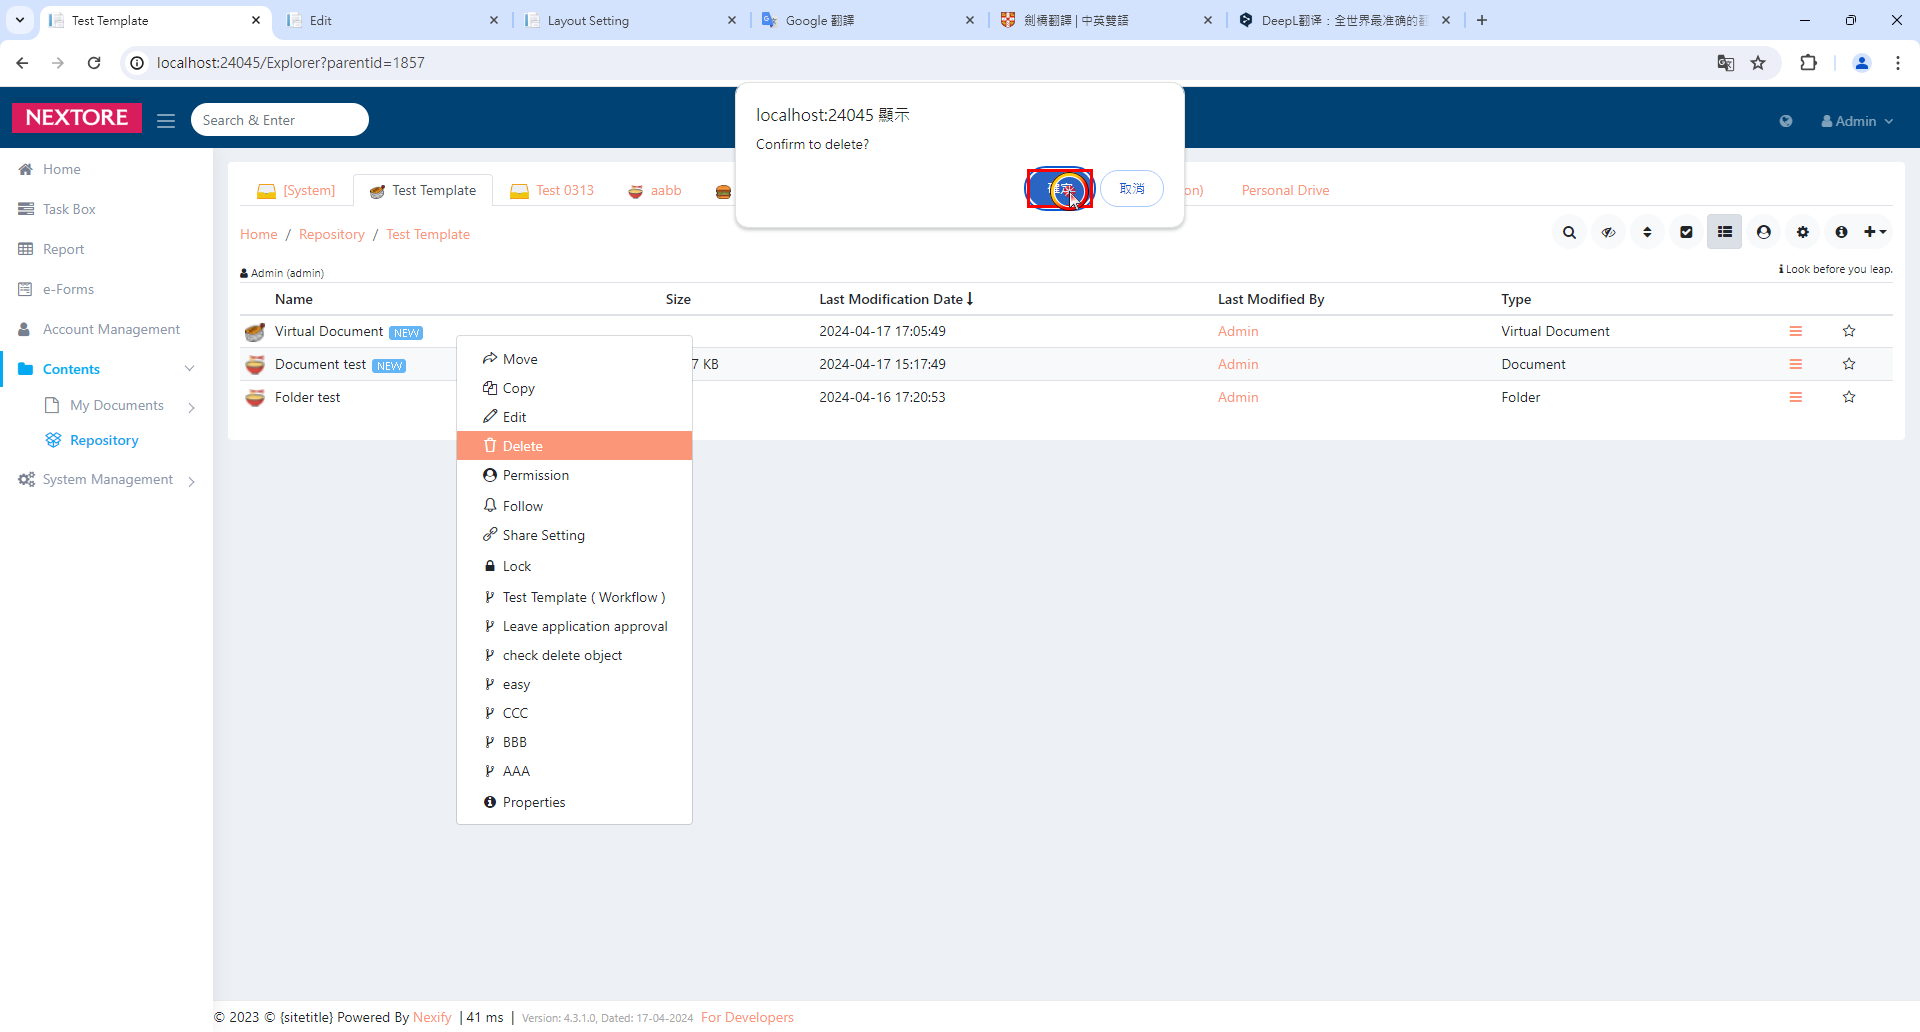 Test Template
Edit
Layout Setting
Google 翻譯
劍橋翻譯 | 中英雙語
DeepL翻译：全世界最准确的
localhost:24045/Explorer?parentid=1857
NEXTORE
Search & Enter
Admin
localhost:24045 顯示
Confirm to delete?
取消
Home
Task Box
Report
e-Forms
Account Management
Contents
My Documents
Repository
System Management
[System]
Test Template
Test 0313
aabb
on)
Personal Drive
Home / Repository / Test Template
Admin (admin)
Look before you leap.
Name Size Last Modification Date Last Modified By Type
Virtual Document NEW 2024-04-17 17:05:49 Admin Virtual Document
Document test NEW 7 KB 2024-04-17 15:17:49 Admin Document
Folder test 2024-04-16 17:20:53 Admin Folder
Move
Copy
Edit
Delete
Permission
Follow
Share Setting
Lock
Test Template ( Workflow )
Leave application approval
check delete object
easy
CCC
BBB
AAA
Properties
© 2023 © {sitetitle} Powered By Nexify | 41 ms | Version: 4.3.1.0, Dated: 17-04-2024 For Developers